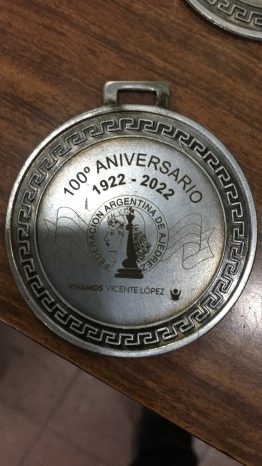 100º ANIVERSARIO
1922 - 2022
FEDERACIÓN ARGENTINA DE AJEDREZ
VIVAMOS VICENTE LÓPEZ